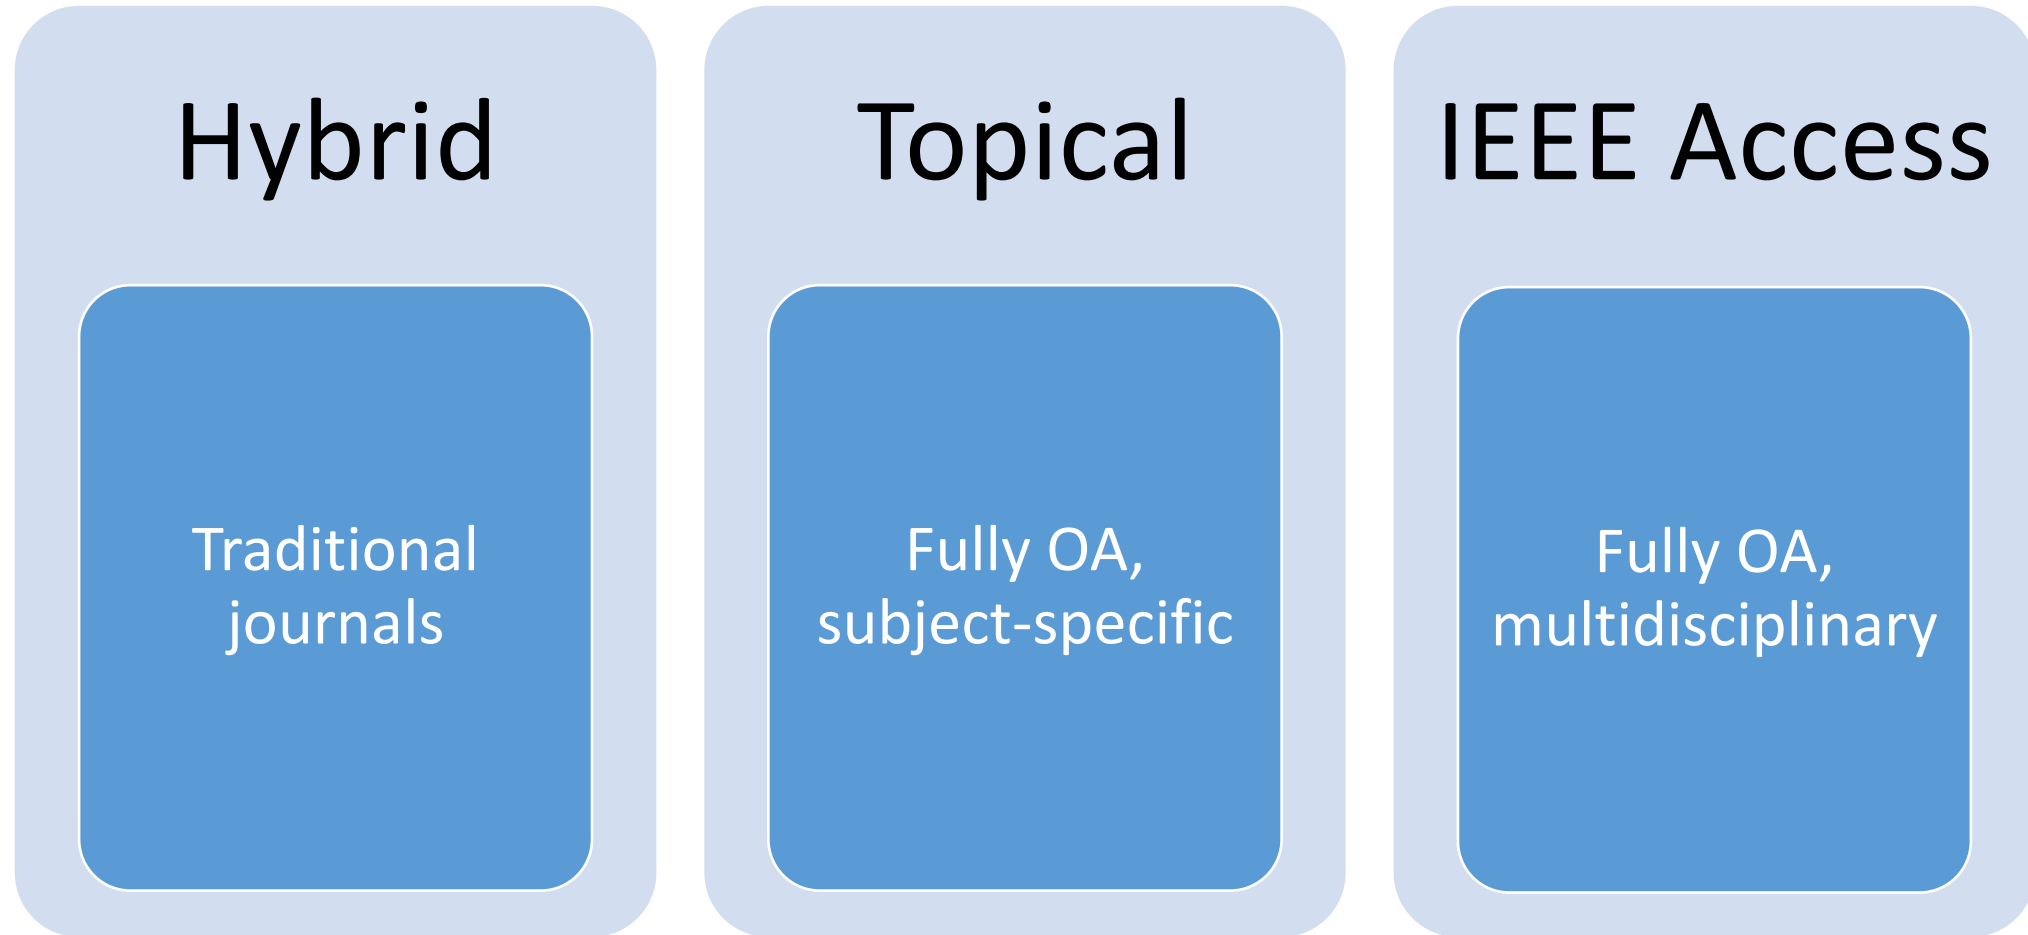 Hybrid
Traditional
journals
Topical
Fully OA,
subject-specific
IEEE Access
Fully OA,
multidisciplinary